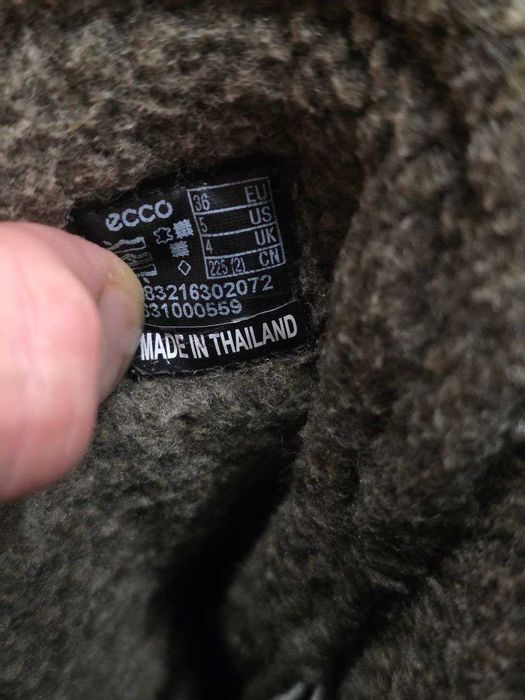 ecco
36 EU
5 US
4 UK
225 (2) CN
83216302072
31000559
MADE IN THAILAND